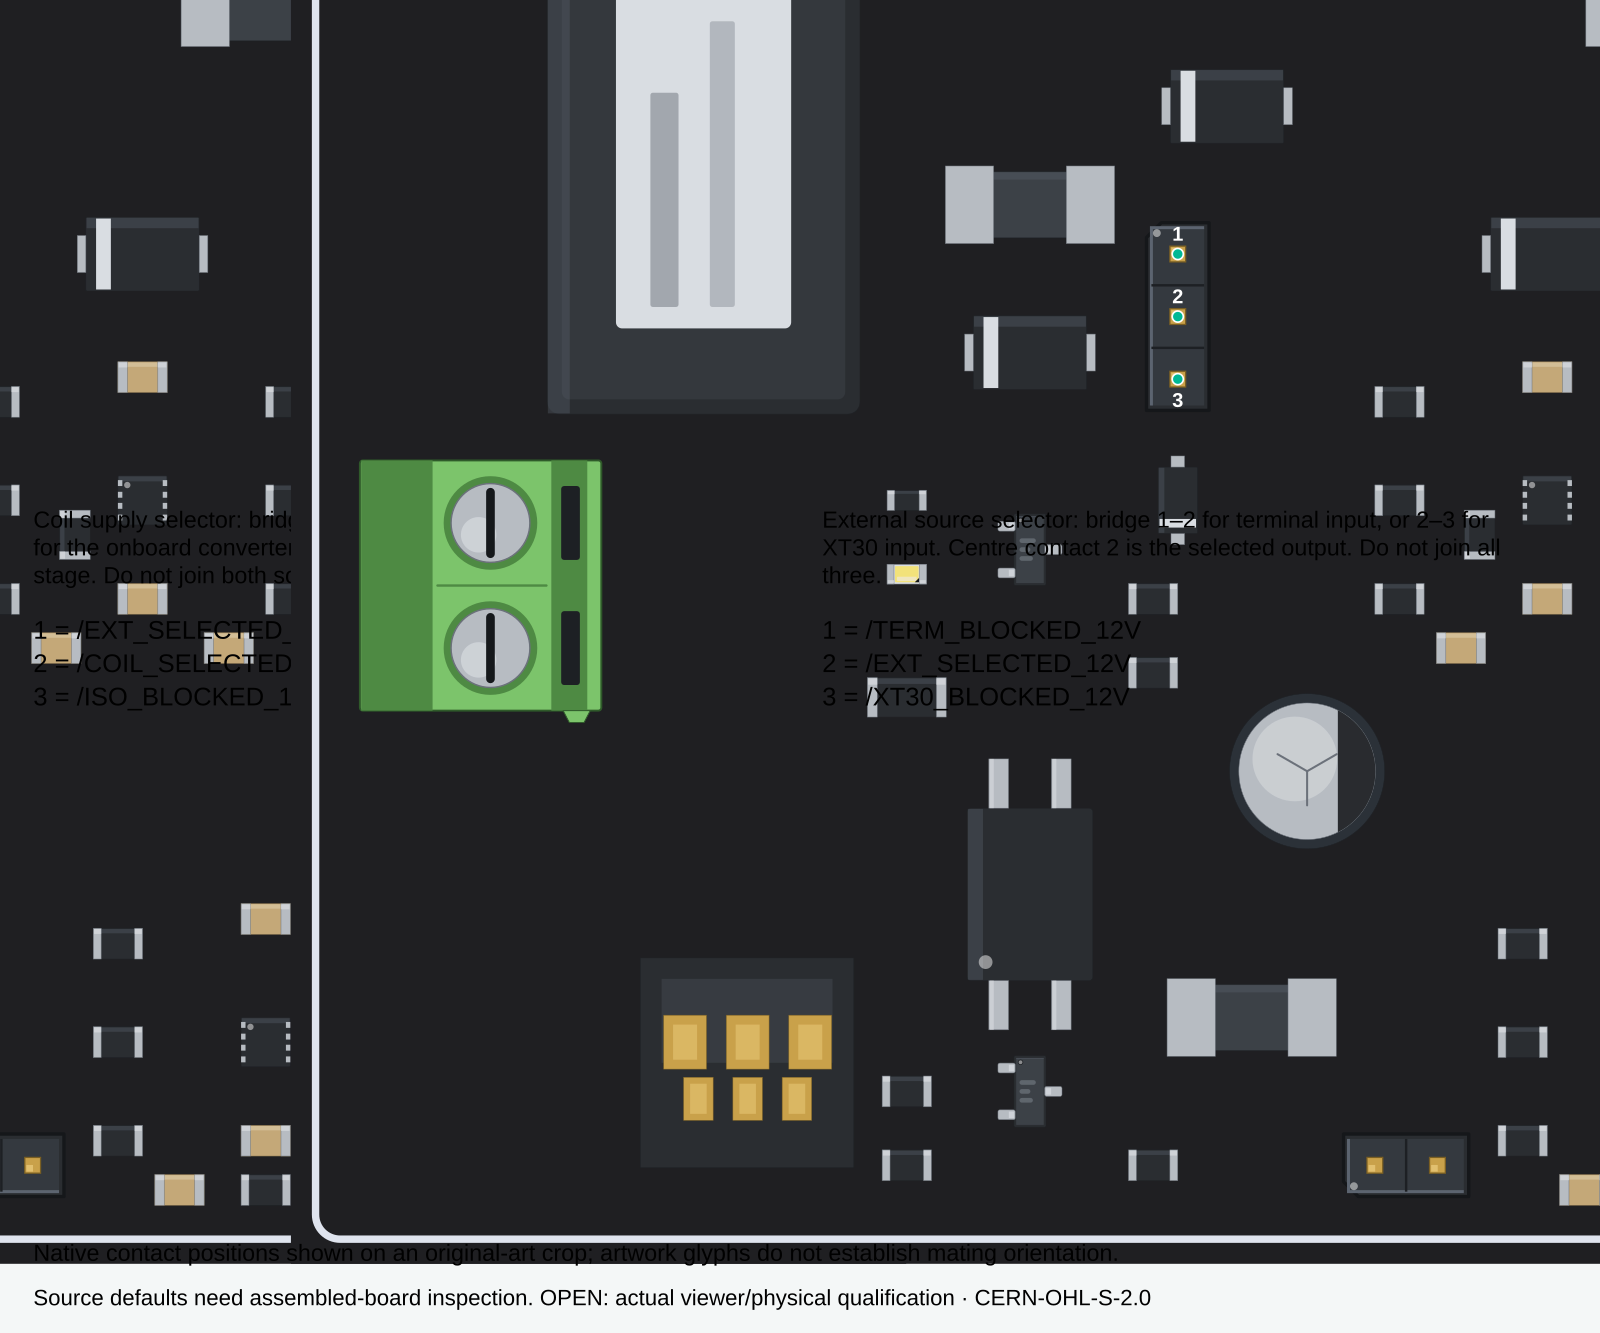 1
2
3
Coil supply selector: bridg
for the onboard converter
stage. Do not join both so
1 = /EXT_SELECTED_
2 = /COIL_SELECTED
3 = /ISO_BLOCKED_1
External source selector: bridge 1–2 for terminal input, or 2–3 for
XT30 input. Centre contact 2 is the selected output. Do not join all
three.
1 = /TERM_BLOCKED_12V
2 = /EXT_SELECTED_12V
3 = /XT30_BLOCKED_12V
Native contact positions shown on an original-art crop; artwork glyphs do not establish mating orientation.
Source defaults need assembled-board inspection. OPEN: actual viewer/physical qualification · CERN-OHL-S-2.0